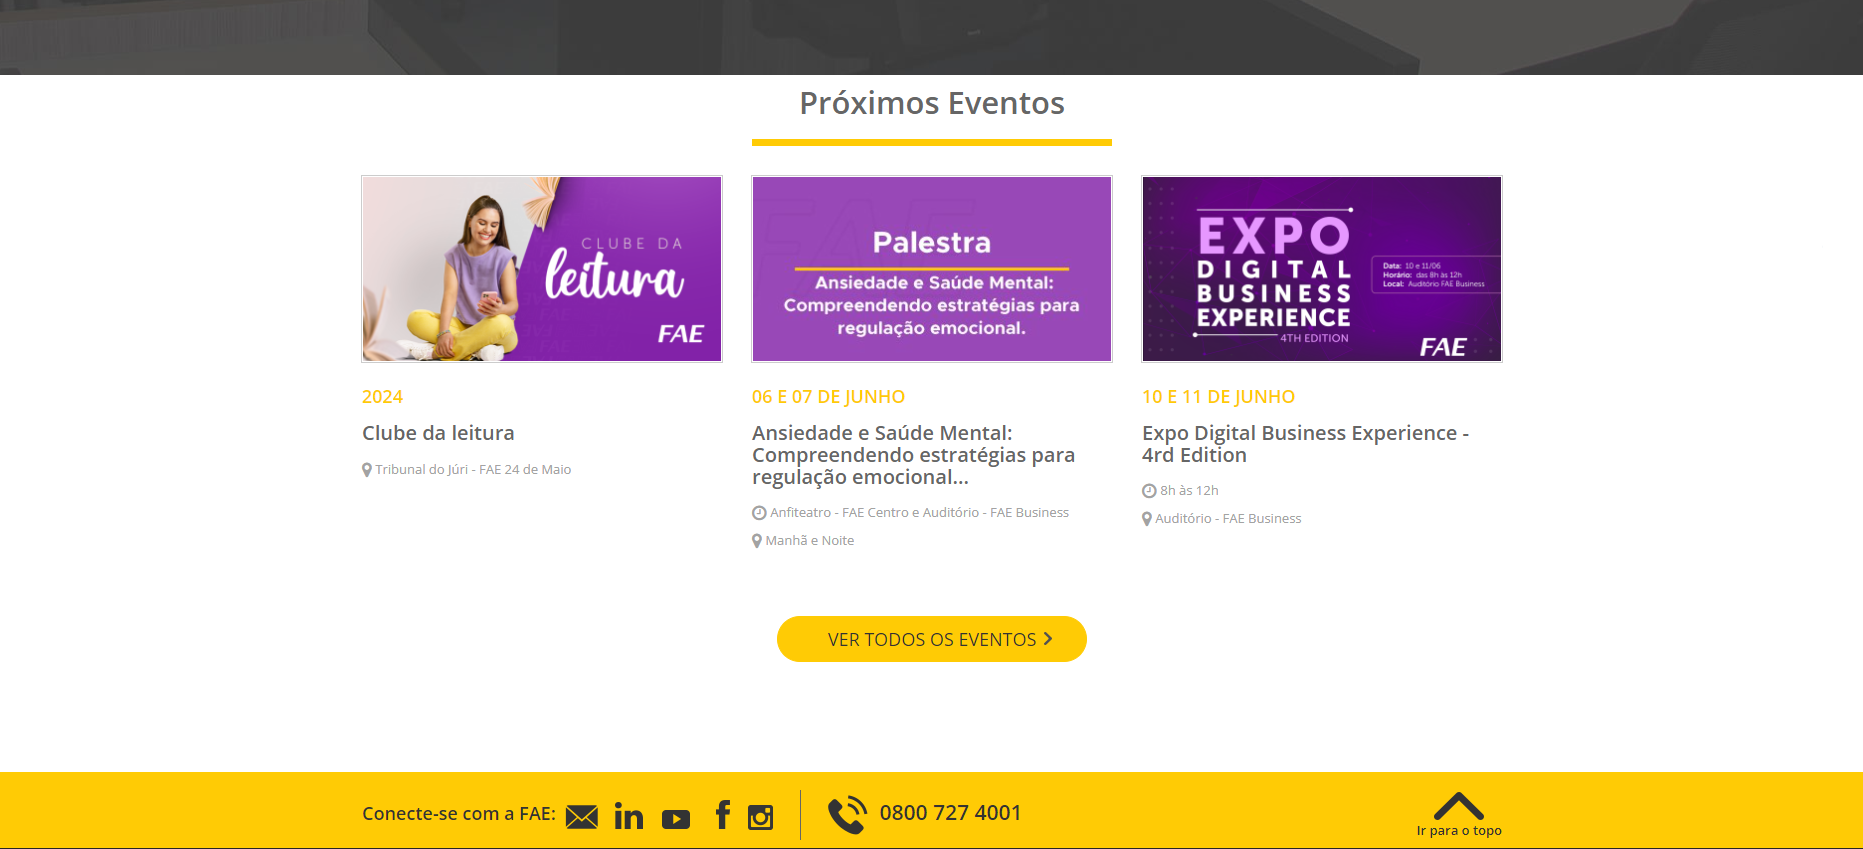 Próximos Eventos
CLUBE DA
leitura
FAE
Palestra
Ansiedade e Saúde Mental:
Compreendendo estratégias para
regulação emocional.
EXPO
DIGITAL
BUSINESS
EXPERIENCE
4TH EDITION
Data: 10 e 11/06
Horário: das 8h às 12h
Local: Auditório FAE Business
FAE
2024
Clube da leitura
Tribunal do Júri - FAE 24 de Maio
06 E 07 DE JUNHO
Ansiedade e Saúde Mental:
Compreendendo estratégias para
regulação emocional...
Anfiteatro - FAE Centro e Auditório - FAE Business
Manhã e Noite
10 E 11 DE JUNHO
Expo Digital Business Experience -
4rd Edition
8h às 12h
Auditório - FAE Business
VER TODOS OS EVENTOS
Conecte-se com a FAE:
0800 727 4001
Ir para o topo